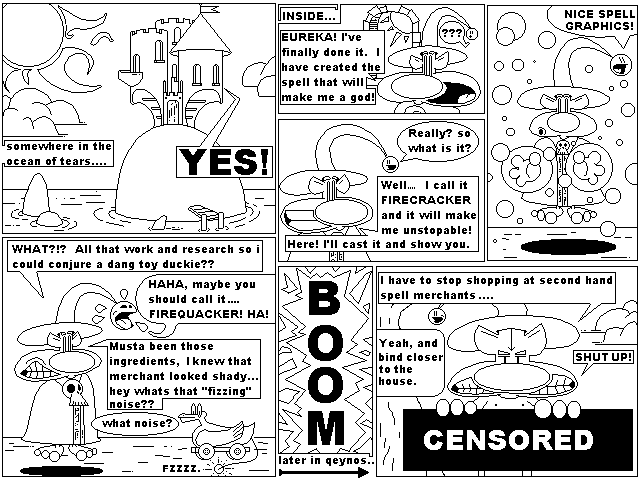 somewhere in the
ocean of tears....
YES!
INSIDE...
EUREKA! I've
finally done it. I
have created the
spell that will
make me a god!
???
Really? so
what is it?
Well... I call it
FIRECRACKER
and it will make
me unstopable!
Here! I'll cast it and show you.
NICE SPELL
GRAPHICS!
WHAT?!? All that work and research so i
could conjure a dang toy duckie??
HAHA, maybe you
should call it....
FIREQUACKER! HA!
Musta been those
ingredients, I knew that
merchant looked shady...
hey whats that "fizzing"
noise??
what noise?
FZZZZ.
BOOM
later in qeynos..
I have to stop shopping at second hand
spell merchants ....
Yeah, and
bind closer
to the
house.
SHUT UP!
CENSORED